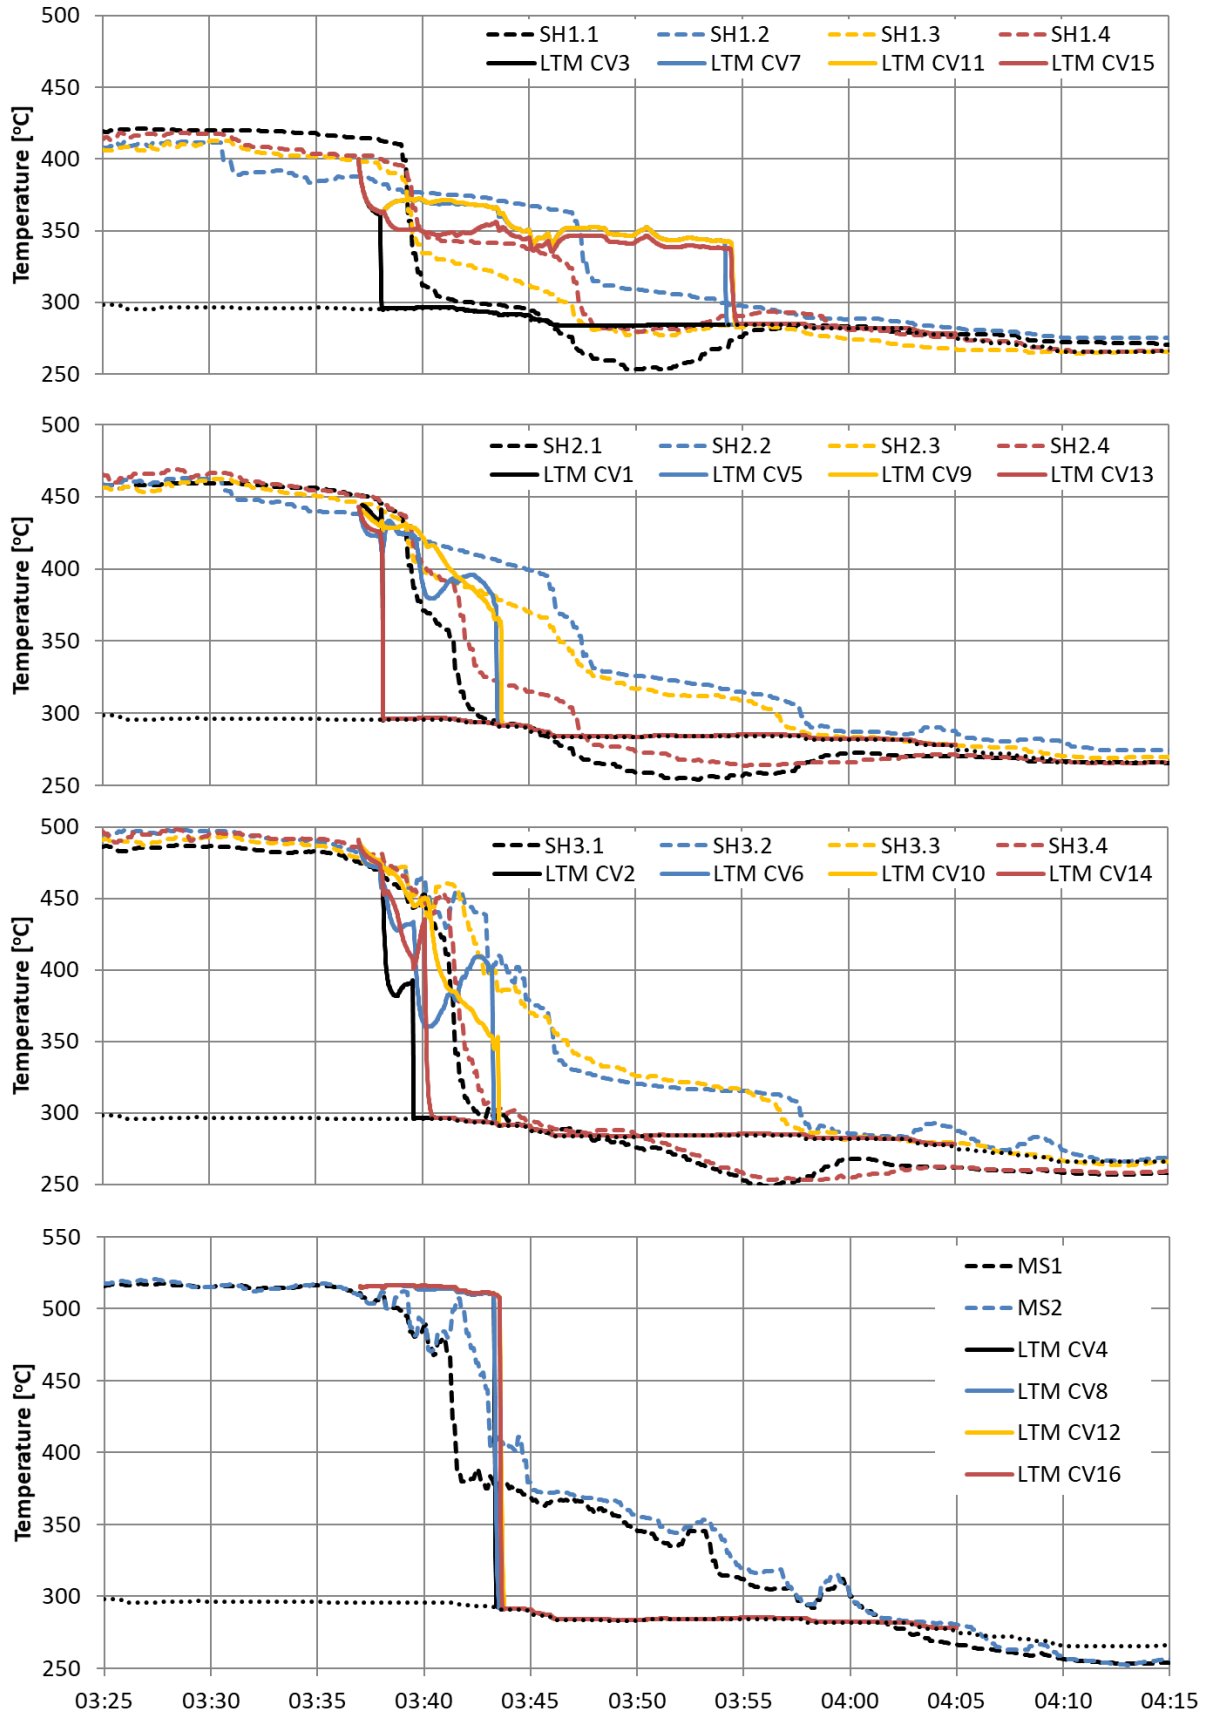 500
450
400
350
300
250
Temperature [°C]
SH1.1 SH1.2 SH1.3 SH1.4
LTM CV3 LTM CV7 LTM CV11 LTM CV15
500
450
400
350
300
250
Temperature [°C]
SH2.1 SH2.2 SH2.3 SH2.4
LTM CV1 LTM CV5 LTM CV9 LTM CV13
500
450
400
350
300
250
Temperature [°C]
SH3.1 SH3.2 SH3.3 SH3.4
LTM CV2 LTM CV6 LTM CV10 LTM CV14
550
500
450
400
350
300
250
Temperature [°C]
MS1
MS2
LTM CV4
LTM CV8
LTM CV12
LTM CV16
03:25 03:30 03:35 03:40 03:45 03:50 03:55 04:00 04:05 04:10 04:15